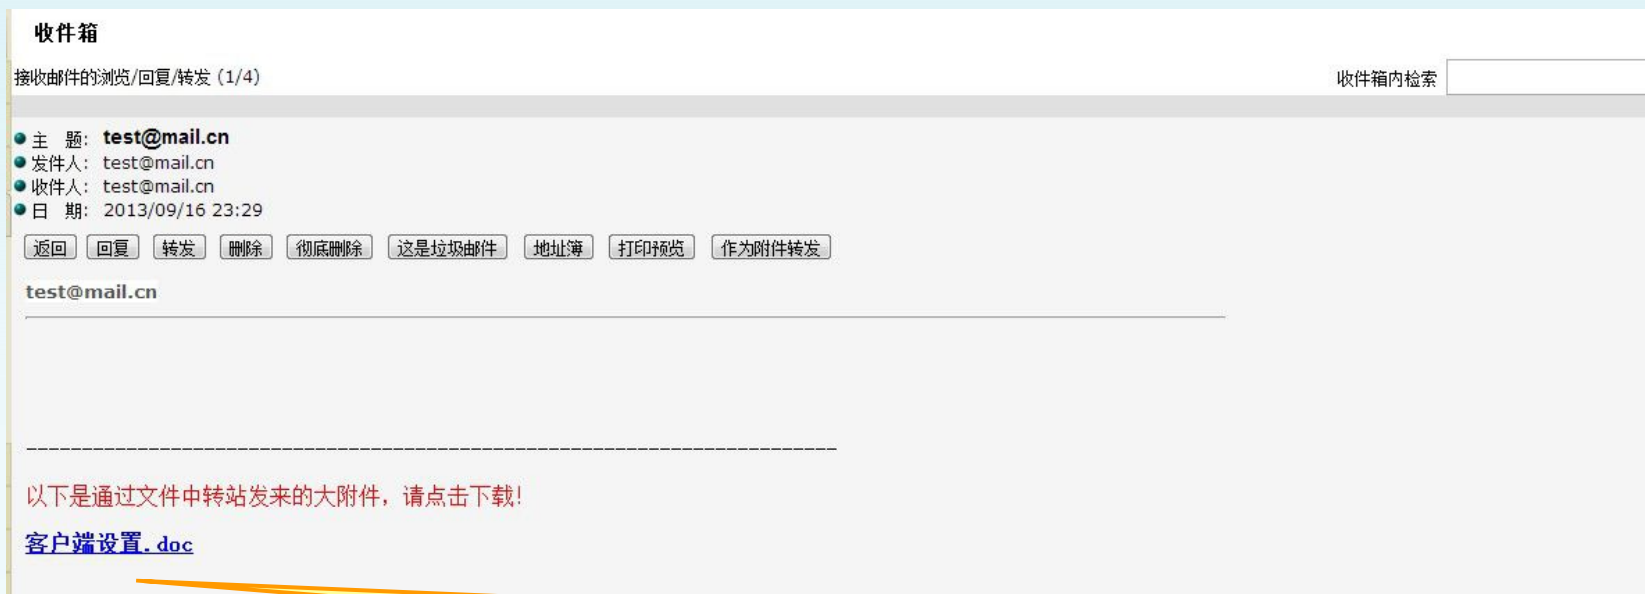 收件箱
接收邮件的浏览/回复/转发 (1/4)
收件箱内检索
主 题: test@mail.cn
发件人: test@mail.cn
收件人: test@mail.cn
日 期: 2013/09/16 23:29
返回 回复 转发 删除 彻底删除 这是垃圾邮件 地址簿 打印预览 作为附件转发
test@mail.cn
以下是通过文件中转站发来的大附件，请点击下载!
客户端设置.doc